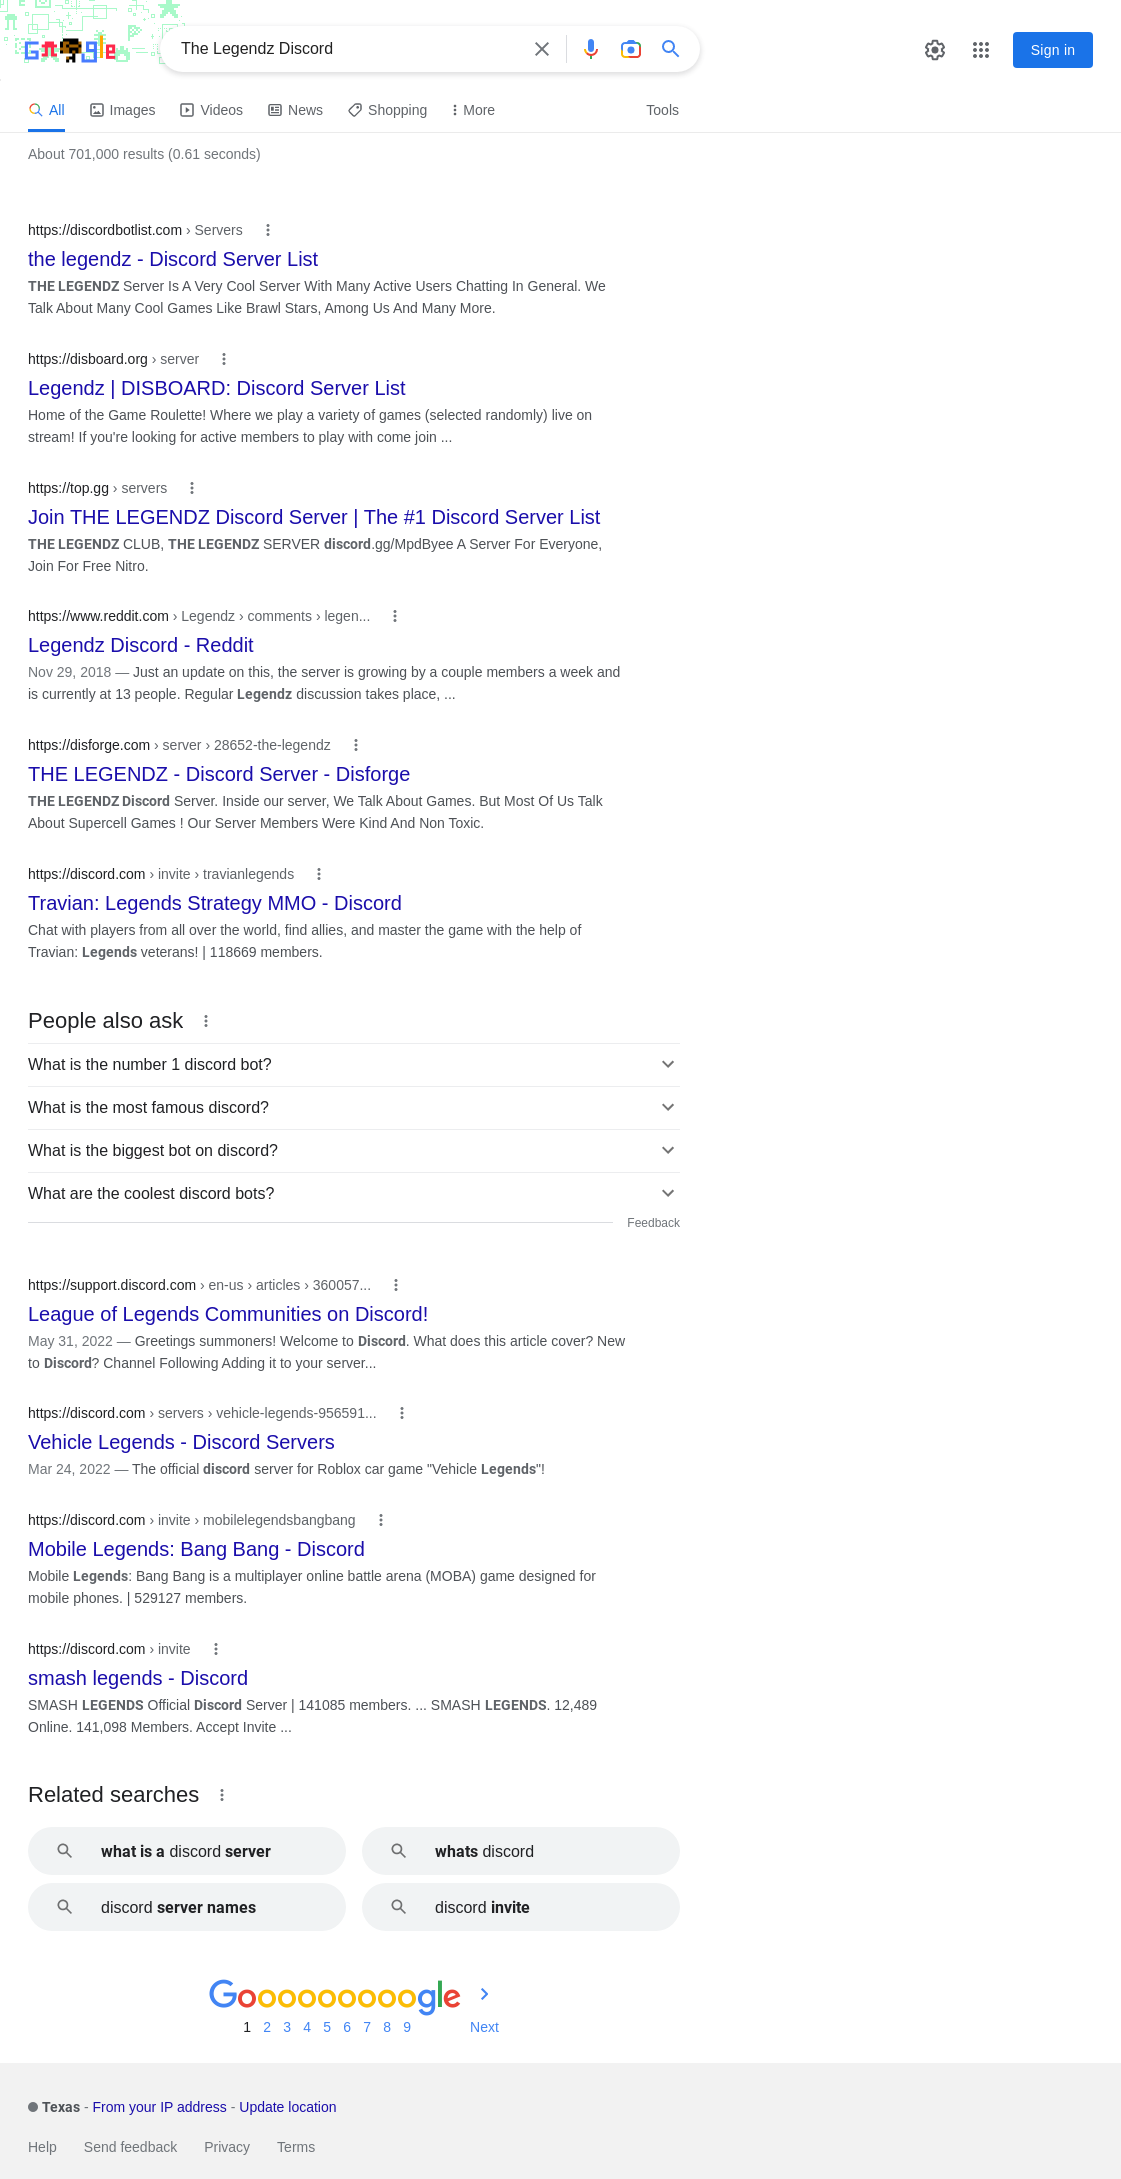 Google
The Legendz Discord
Sign in
All Images Videos News Shopping More Tools
About 701,000 results (0.61 seconds)
https://discordbotlist.com › Servers
the legendz - Discord Server List
THE LEGENDZ Server Is A Very Cool Server With Many Active Users Chatting In General. We
Talk About Many Cool Games Like Brawl Stars, Among Us And Many More.
https://disboard.org › server
Legendz | DISBOARD: Discord Server List
Home of the Game Roulette! Where we play a variety of games (selected randomly) live on
stream! If you're looking for active members to play with come join ...
https://top.gg › servers
Join THE LEGENDZ Discord Server | The #1 Discord Server List
THE LEGENDZ CLUB, THE LEGENDZ SERVER discord.gg/MpdByee A Server For Everyone,
Join For Free Nitro.
https://www.reddit.com › Legendz › comments › legen...
Legendz Discord - Reddit
Nov 29, 2018 — Just an update on this, the server is growing by a couple members a week and
is currently at 13 people. Regular Legendz discussion takes place, ...
https://disforge.com › server › 28652-the-legendz
THE LEGENDZ - Discord Server - Disforge
THE LEGENDZ Discord Server. Inside our server, We Talk About Games. But Most Of Us Talk
About Supercell Games ! Our Server Members Were Kind And Non Toxic.
https://discord.com › invite › travianlegends
Travian: Legends Strategy MMO - Discord
Chat with players from all over the world, find allies, and master the game with the help of
Travian: Legends veterans! | 118669 members.
People also ask
What is the number 1 discord bot?
What is the most famous discord?
What is the biggest bot on discord?
What are the coolest discord bots?
Feedback
https://support.discord.com › en-us › articles › 360057...
League of Legends Communities on Discord!
May 31, 2022 — Greetings summoners! Welcome to Discord. What does this article cover? New
to Discord? Channel Following Adding it to your server...
https://discord.com › servers › vehicle-legends-956591...
Vehicle Legends - Discord Servers
Mar 24, 2022 — The official discord server for Roblox car game "Vehicle Legends"!
https://discord.com › invite › mobilelegendsbangbang
Mobile Legends: Bang Bang - Discord
Mobile Legends: Bang Bang is a multiplayer online battle arena (MOBA) game designed for
mobile phones. | 529127 members.
https://discord.com › invite
smash legends - Discord
SMASH LEGENDS Official Discord Server | 141085 members. ... SMASH LEGENDS. 12,489
Online. 141,098 Members. Accept Invite ...
Related searches
what is a discord server
whats discord
discord server names
discord invite
Goooooooooogle
1 2 3 4 5 6 7 8 9 Next
Texas - From your IP address - Update location
Help Send feedback Privacy Terms